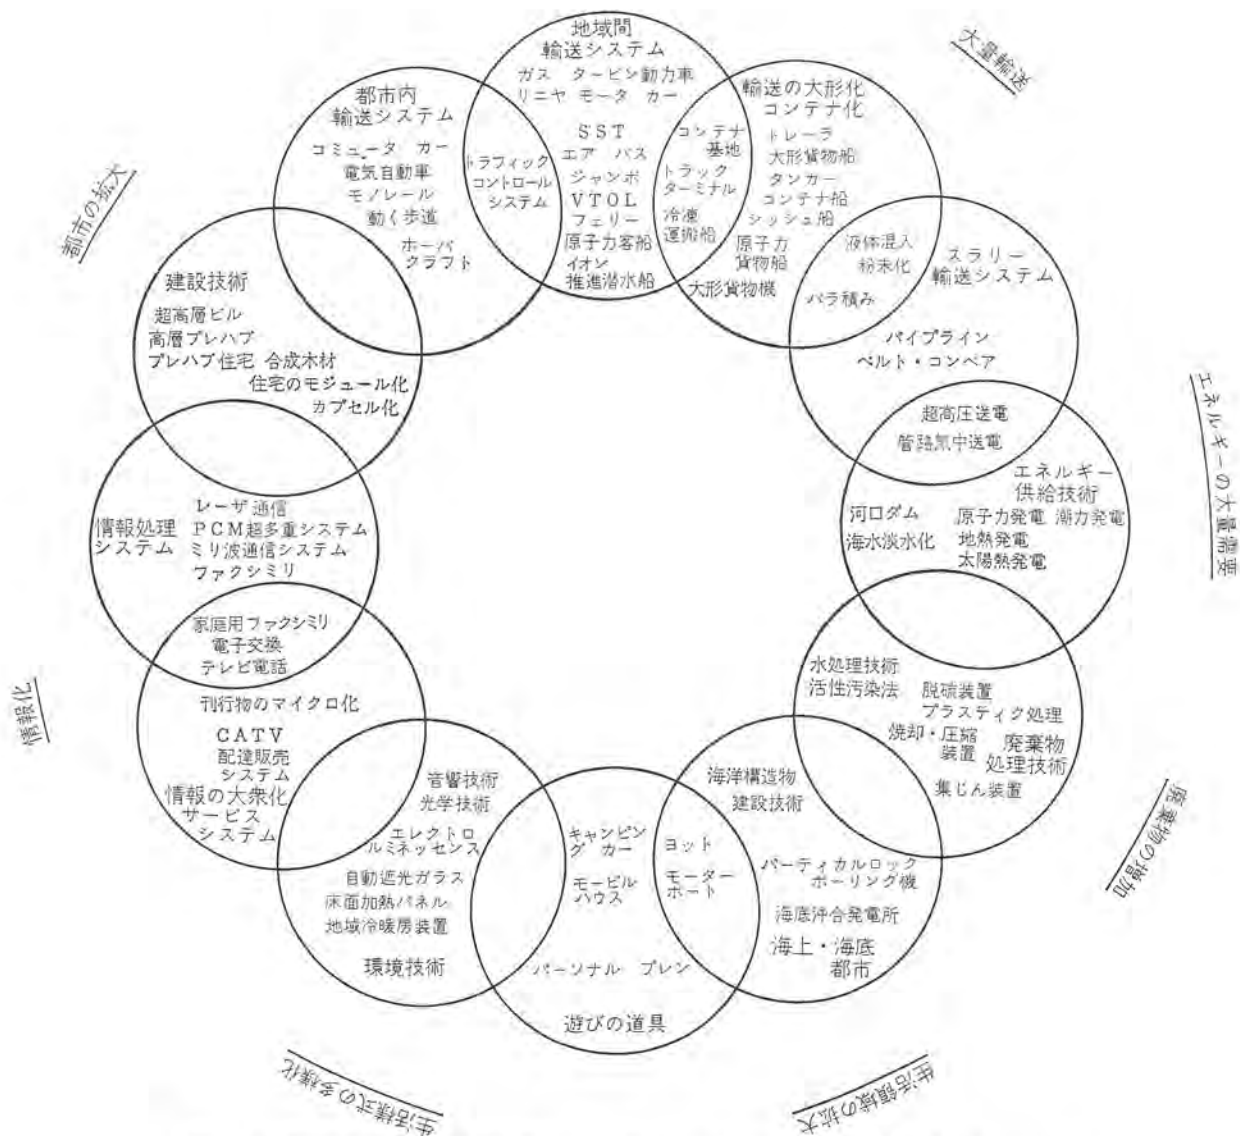 地域間
輸送システム
ガス タービン動力車
リニヤ モータ カー
SST
エア バス
ジャンボ
VTOL
フェリー
原子力客船
イオン
推進潜水船
大量輸送
輸送の大形化
コンテナ化
コンテナ
基地
トラック
ターミナル
冷凍
運搬船
トレーラ
大形貨物船
タンカー
コンテナ船
シッシュ船
原子力
貨物船
大形貨物機
液体混入
粉末化
バラ積み
スラリー
輸送システム
パイプライン
ベルト・コンベア
エネルギーの大量需要
超高圧送電
管路気中送電
エネルギー
供給技術
河口ダム
海水淡水化
原子力発電 潮力発電
地熱発電
太陽熱発電
水処理技術
活性汚染法
脱硫装置
プラスティク処理
焼却・圧縮
装置
廃棄物
処理技術
集じん装置
廃棄物の増加
海洋構造物
建設技術
バーティカルロック
ボーリング機
海底沖合発電所
海上・海底
都市
ヨット
モーター
ボート
生活領域の拡大
キャンピン
グ カー
モービル
ハウス
パーソナル プレン
遊びの道具
生活様式の多様化
音響技術
光学技術
エレクトロ
ルミネッセンス
自動遮光ガラス
床面加熱パネル
地域冷暖房装置
環境技術
家庭用ファクシミリ
電子交換
テレビ電話
刊行物のマイクロ化
CATV
配達販売
システム
情報の大衆化
サービス
システム
情報化
情報処理
システム
レーザ通信
PCM超多重システム
ミリ波通信システム
ファクシミリ
建設技術
超高層ビル
高層プレハブ
プレハブ住宅 合成木材
住宅のモジュール化
カプセル化
都市の拡大
都市内
輸送システム
コミュータ カー
電気自動車
モノレール
動く歩道
ホーバ
クラフト
トラフィック
コントロール
システム